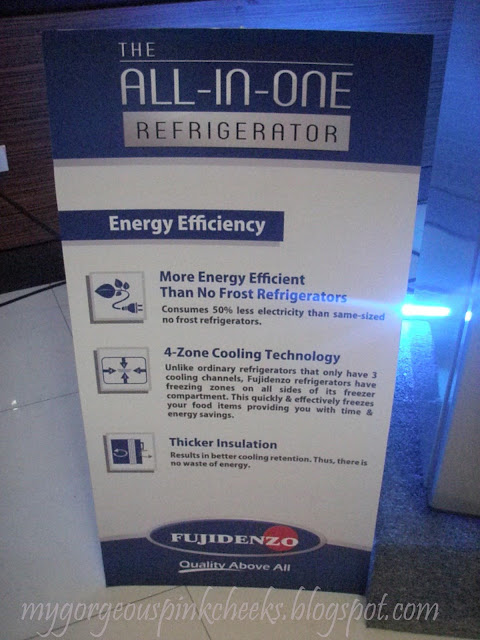 THE
ALL-IN-ONE
REFRIGERATOR
Energy Efficiency
More Energy Efficient
Than No Frost Refrigerators
Consumes 50% less electricity than same-sized
no frost refrigerators.
4-Zone Cooling Technology
Unlike ordinary refrigerators that only have 3
cooling channels, Fujidenzo refrigerators have
freezing zones on all sides of its freezer
compartment. This quickly & effectively freezes
your food items providing you with time &
energy savings.
Thicker Insulation
Results in better cooling retention. Thus, there is
no waste of energy.
FUJIDENZO
Quality Above All
mygorgeouspinkcheeks.blogspot.com